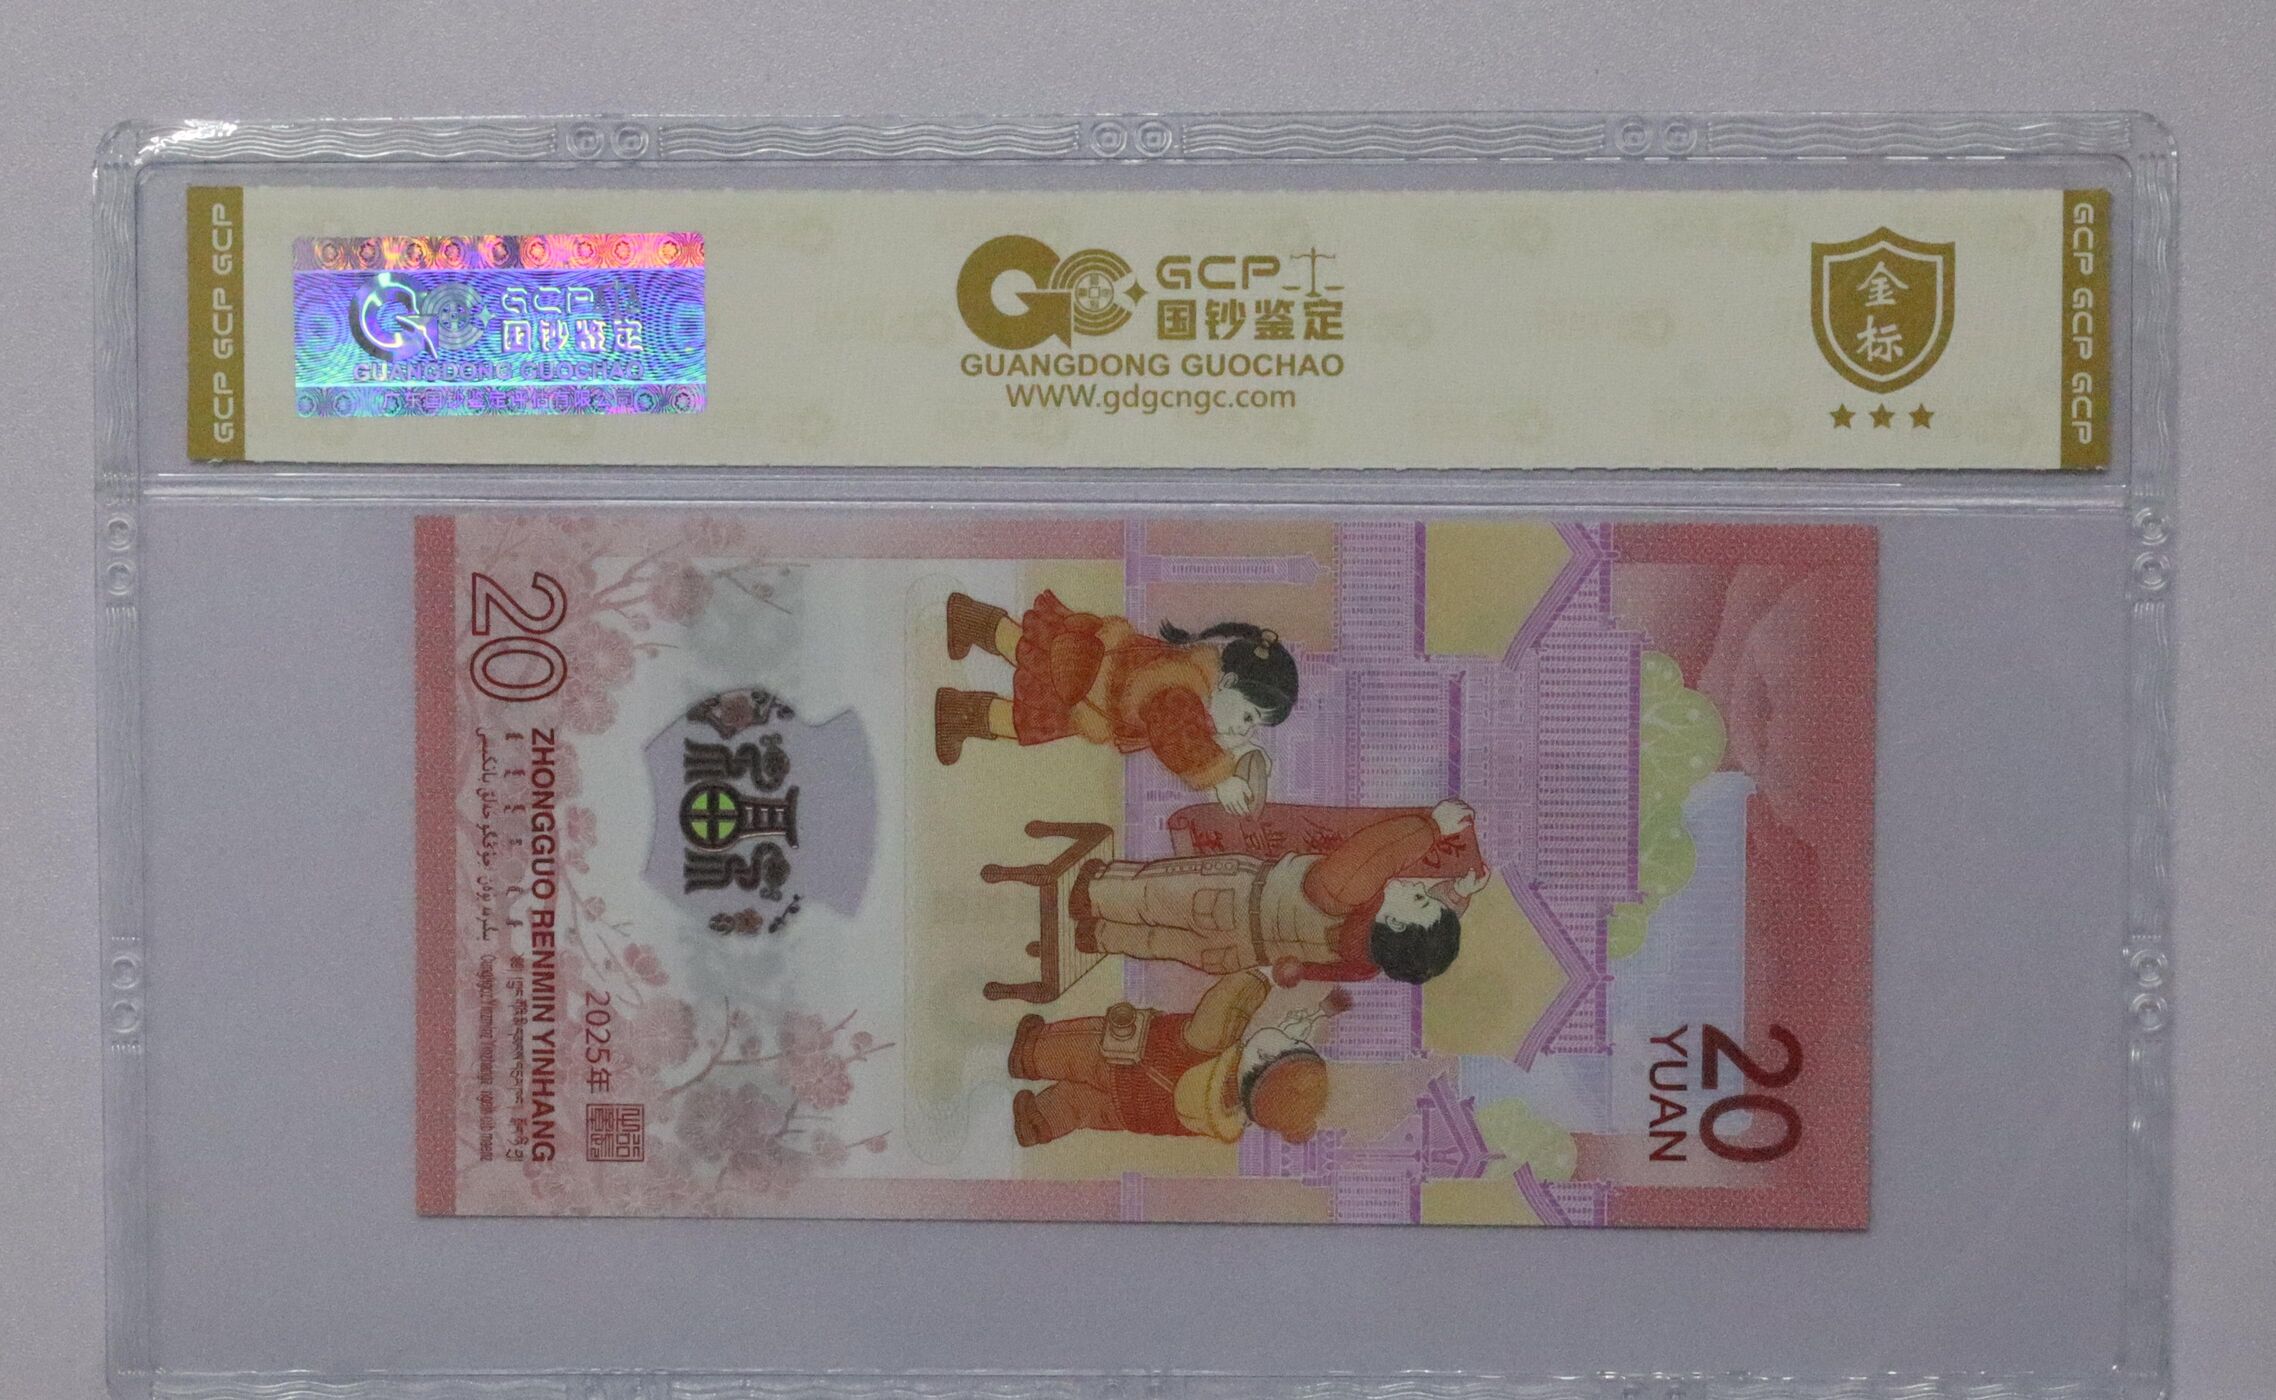 GCP GCP GCP
GCP
国钞鉴定
GUANGDONG GUOCHAO
广东国钞鉴定评估有限公司
GCP
国钞鉴定
GUANGDONG GUOCHAO
WWW.gdgcngc.com
金标
GCP GCP GCP
20
ZHONGGUO RENMIN YINHANG
2025年
20
YUAN